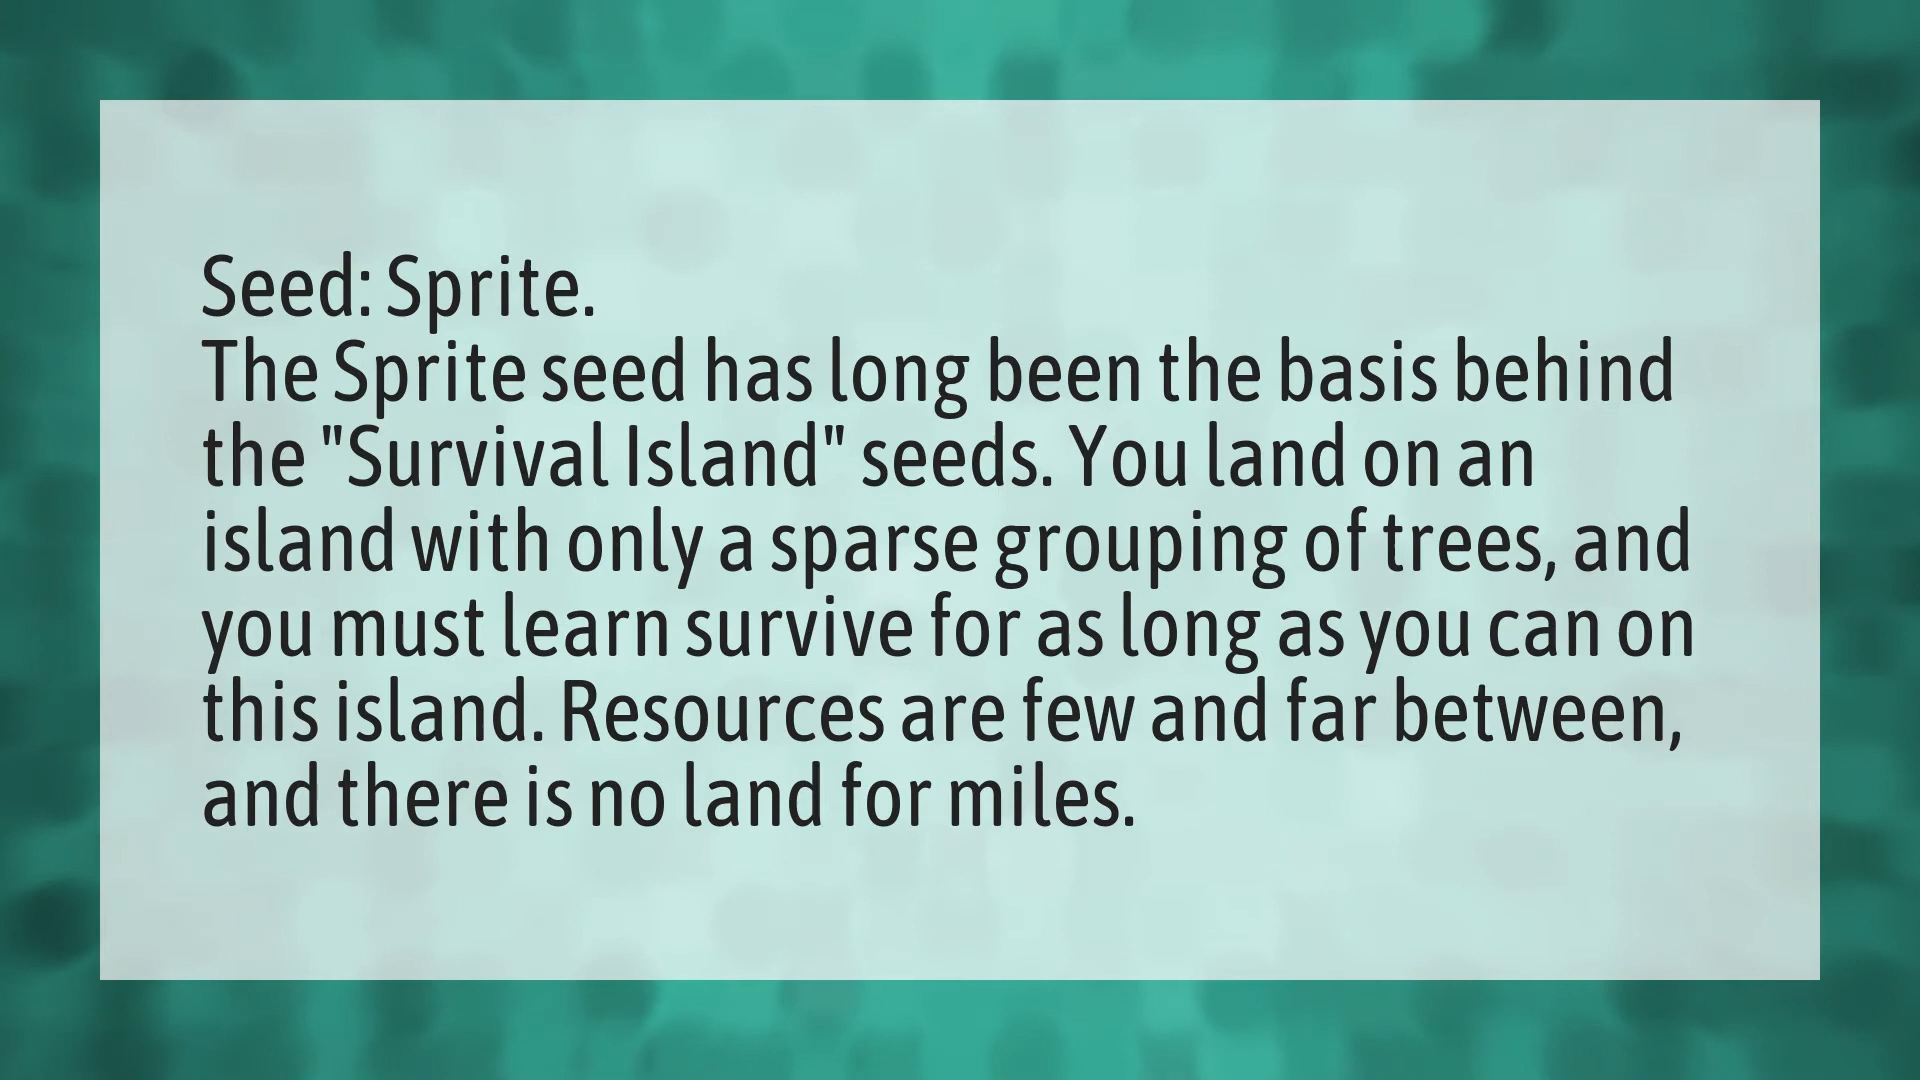 Seed: Sprite.
The Sprite seed has long been the basis behind
the "Survival Island" seeds. You land on an
island with only a sparse grouping of trees, and
you must learn survive for as long as you can on
this island. Resources are few and far between,
and there is no land for miles.